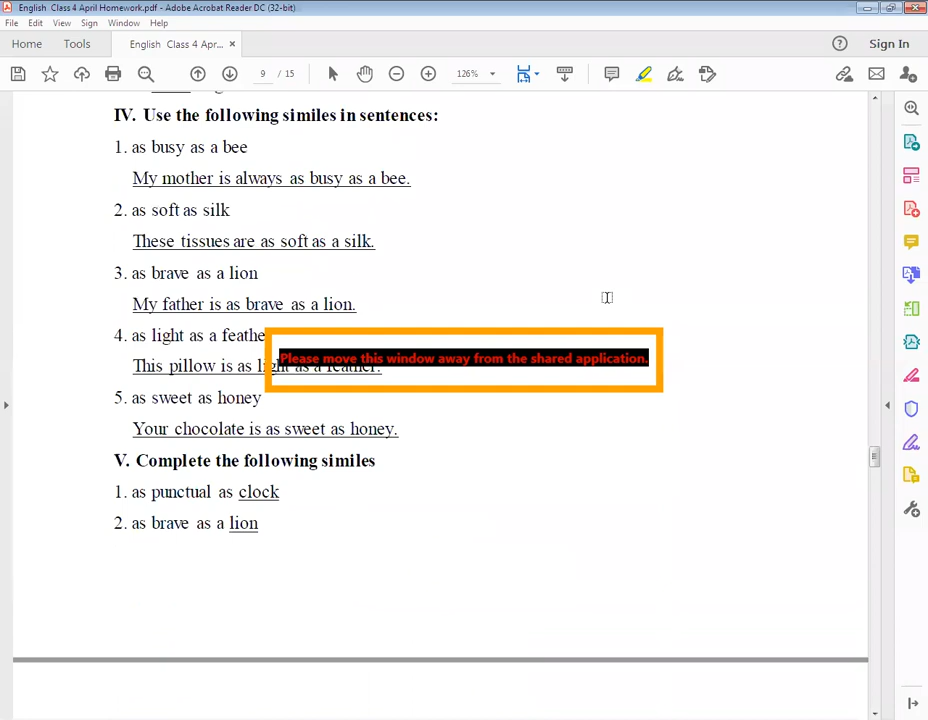 English Class 4 April Homework.pdf - Adobe Acrobat Reader DC (32-bit)
File Edit View Sign Window Help
Home Tools English Class 4 Apr... × Sign In
9 / 15 126%
IV. Use the following similes in sentences:
1. as busy as a bee
My mother is always as busy as a bee.
2. as soft as silk
These tissues are as soft as a silk.
3. as brave as a lion
My father is as brave as a lion.
4. as light as a feathe
Please move this window away from the shared application.
This pillow is as light as a feather.
5. as sweet as honey
Your chocolate is as sweet as honey.
V. Complete the following similes
1. as punctual as clock
2. as brave as a lion